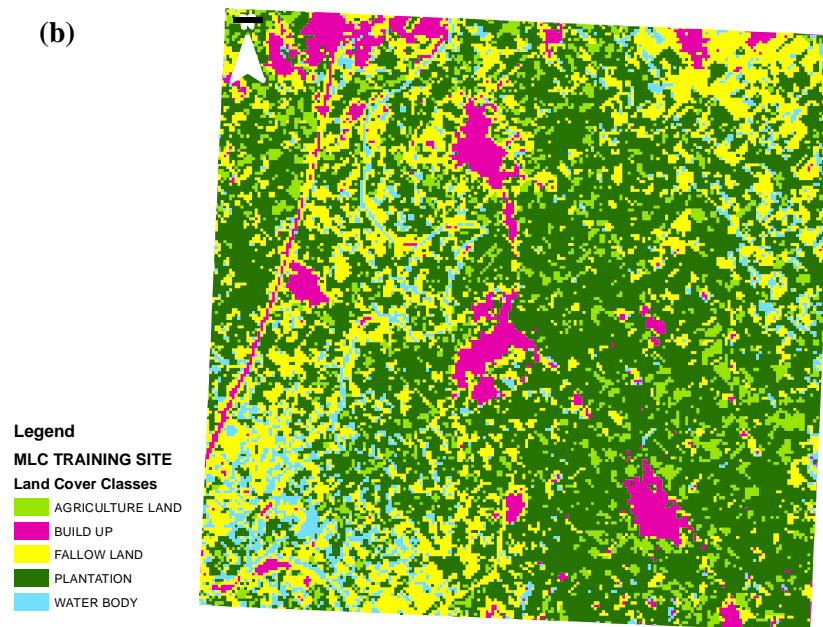 (b)
Legend
MLC TRAINING SITE
Land Cover Classes
AGRICULTURE LAND
BUILD UP
FALLOW LAND
PLANTATION
WATER BODY